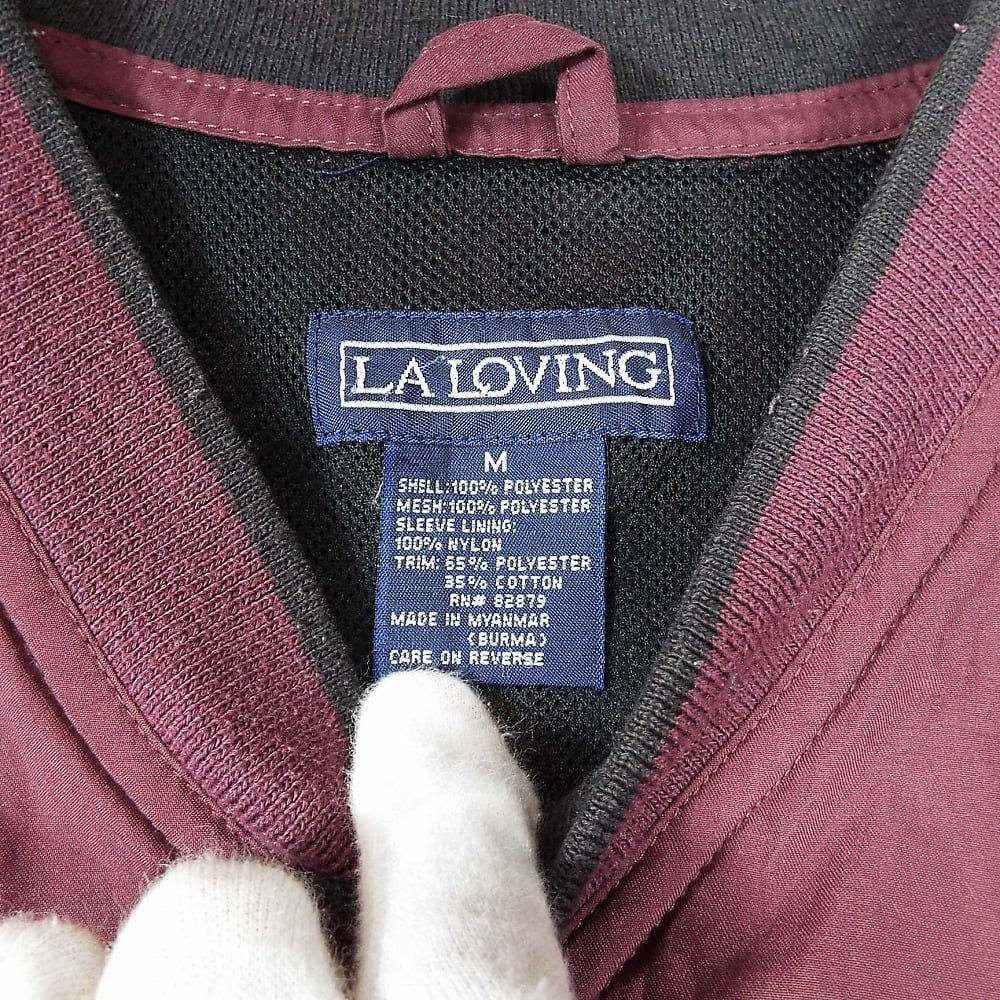 LA LOVING
M
SHELL: 100% POLYESTER
MESH: 100% POLYESTER
SLEEVE LINING:
100% NYLON
TRIM: 65% POLYESTER
35% COTTON
RN# 82879
MADE IN MYANMAR
(BURMA)
CARE ON REVERSE